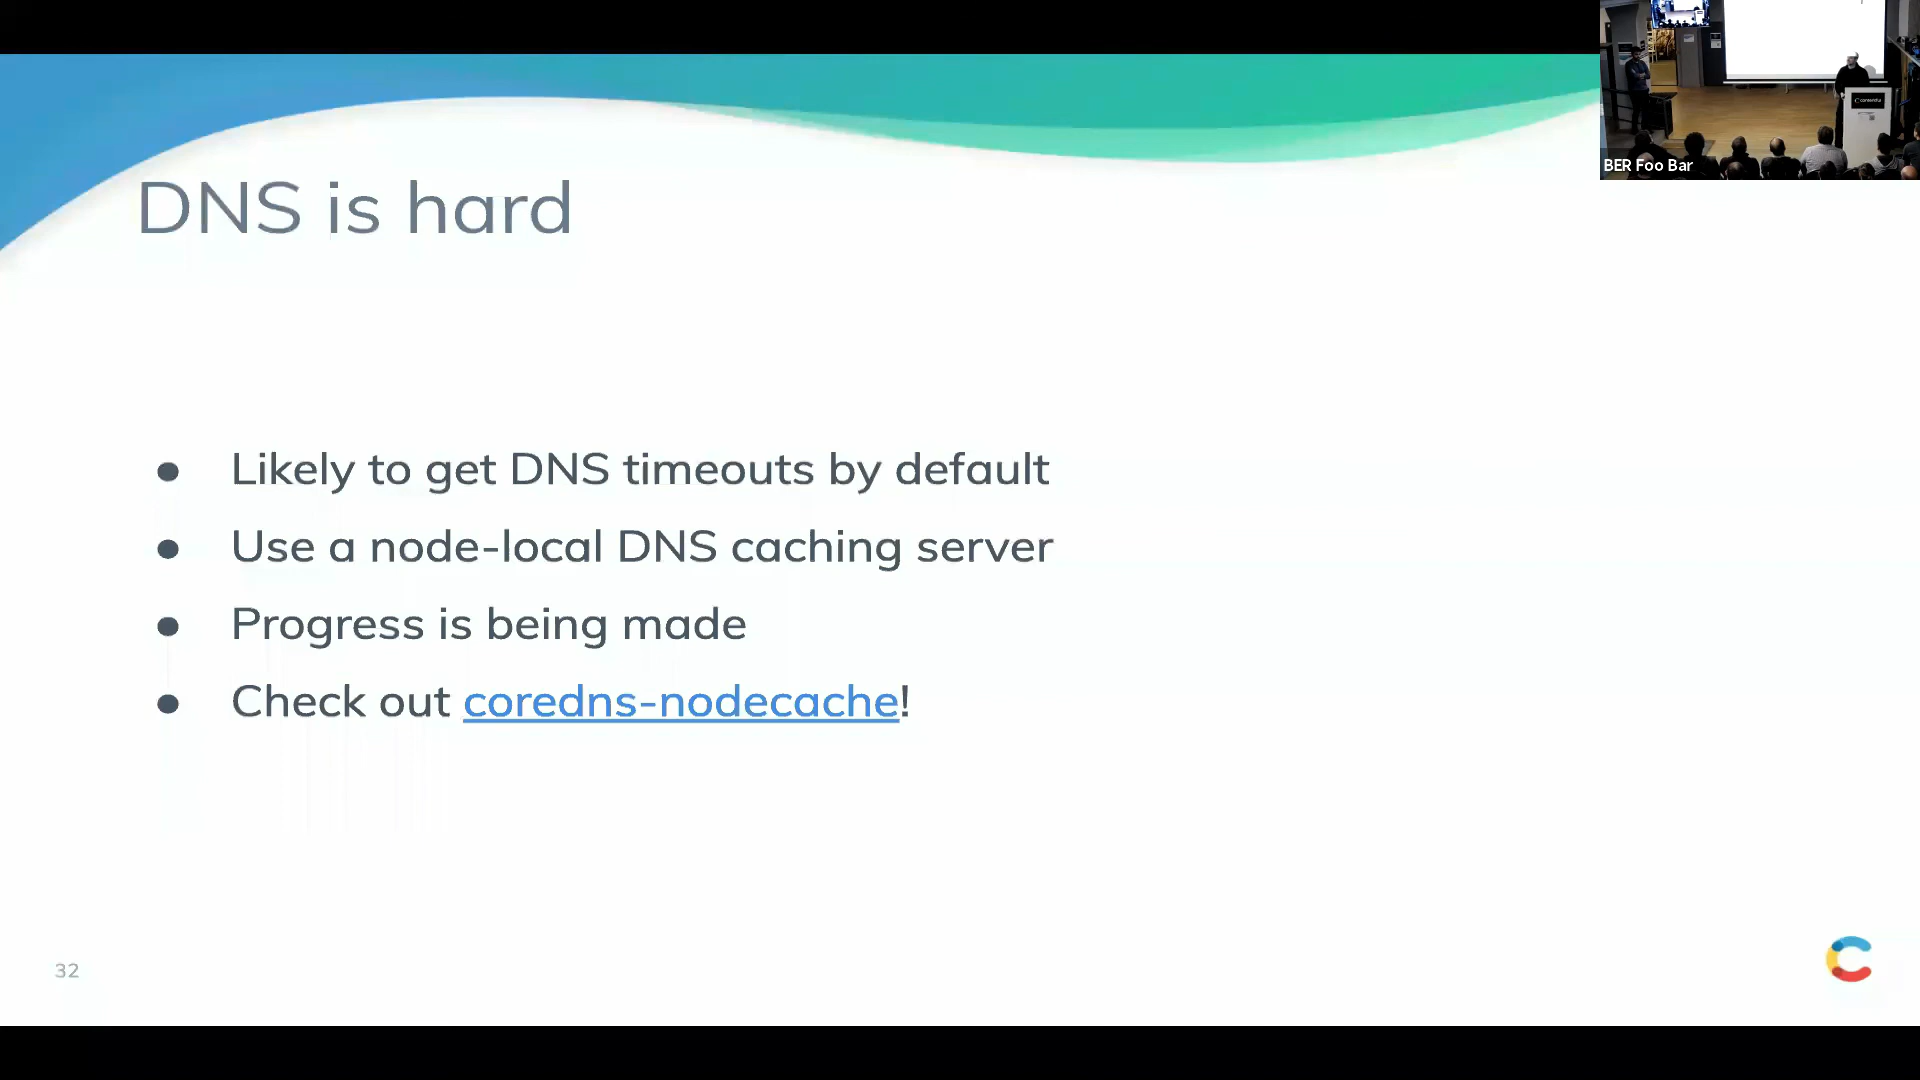 BER Foo Bar
DNS is hard
● Likely to get DNS timeouts by default
● Use a node-local DNS caching server
● Progress is being made
● Check out coredns-nodecache!
32